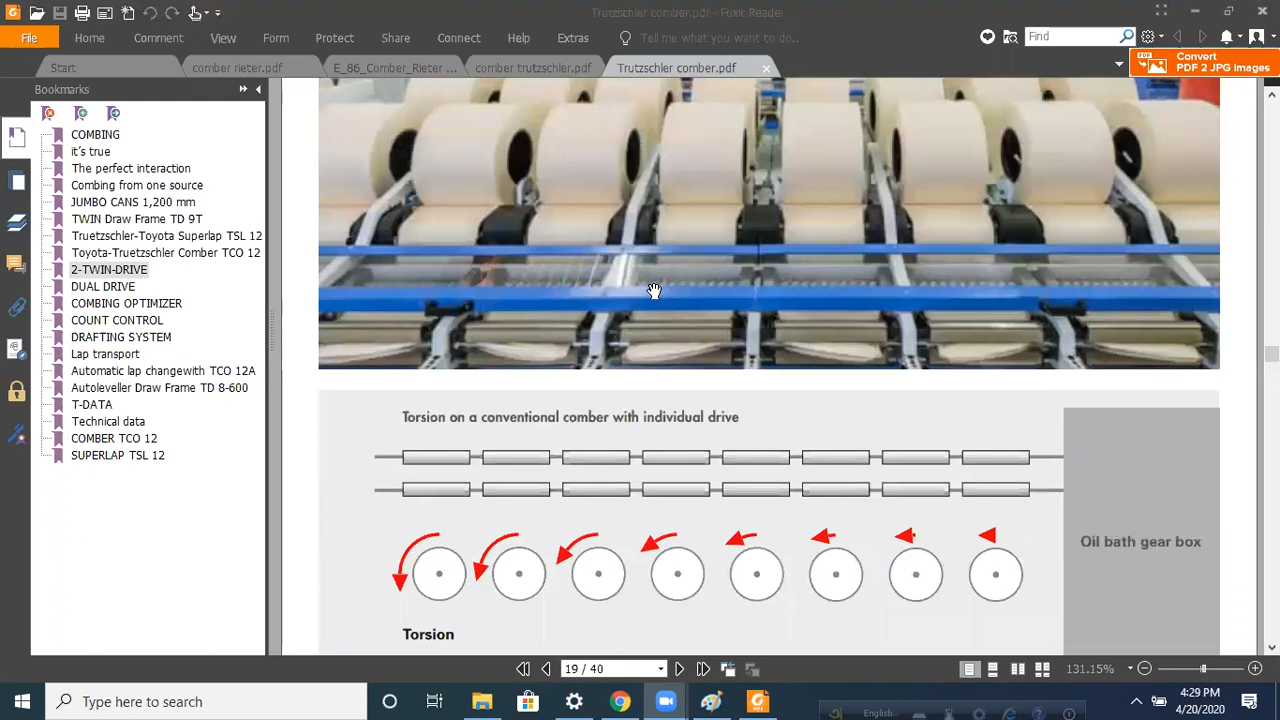 Trutzschler comber.pdf - Foxit Reader
File Home Comment View Form Protect Share Connect Help Extras Tell me what you want to do... Find
Convert
PDF 2 JPG Images
Start comber rieter.pdf E_86_Comber_Rieter comber trutzschler.pdf Trutzschler comber.pdf
Bookmarks
COMBING
it's true
The perfect interaction
Combing from one source
JUMBO CANS 1,200 mm
TWIN Draw Frame TD 9T
Truetzschler-Toyota Superlap TSL 12
Toyota-Truetzschler Comber TCO 12
2-TWIN-DRIVE
DUAL DRIVE
COMBING OPTIMIZER
COUNT CONTROL
DRAFTING SYSTEM
Lap transport
Automatic lap changewith TCO 12A
Autoleveller Draw Frame TD 8-600
T-DATA
Technical data
COMBER TCO 12
SUPERLAP TSL 12
Torsion on a conventional comber with individual drive
Oil bath gear box
Torsion
19 / 40
131.15%
Type here to search
English
4:29 PM
4/20/2020